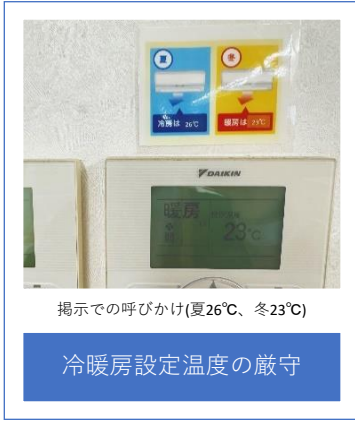 夏
冬
冷房は 26℃
暖房は 23℃
DAIKIN
暖房
23℃
掲示での呼びかけ(夏26℃、冬23℃)
冷暖房設定温度の厳守